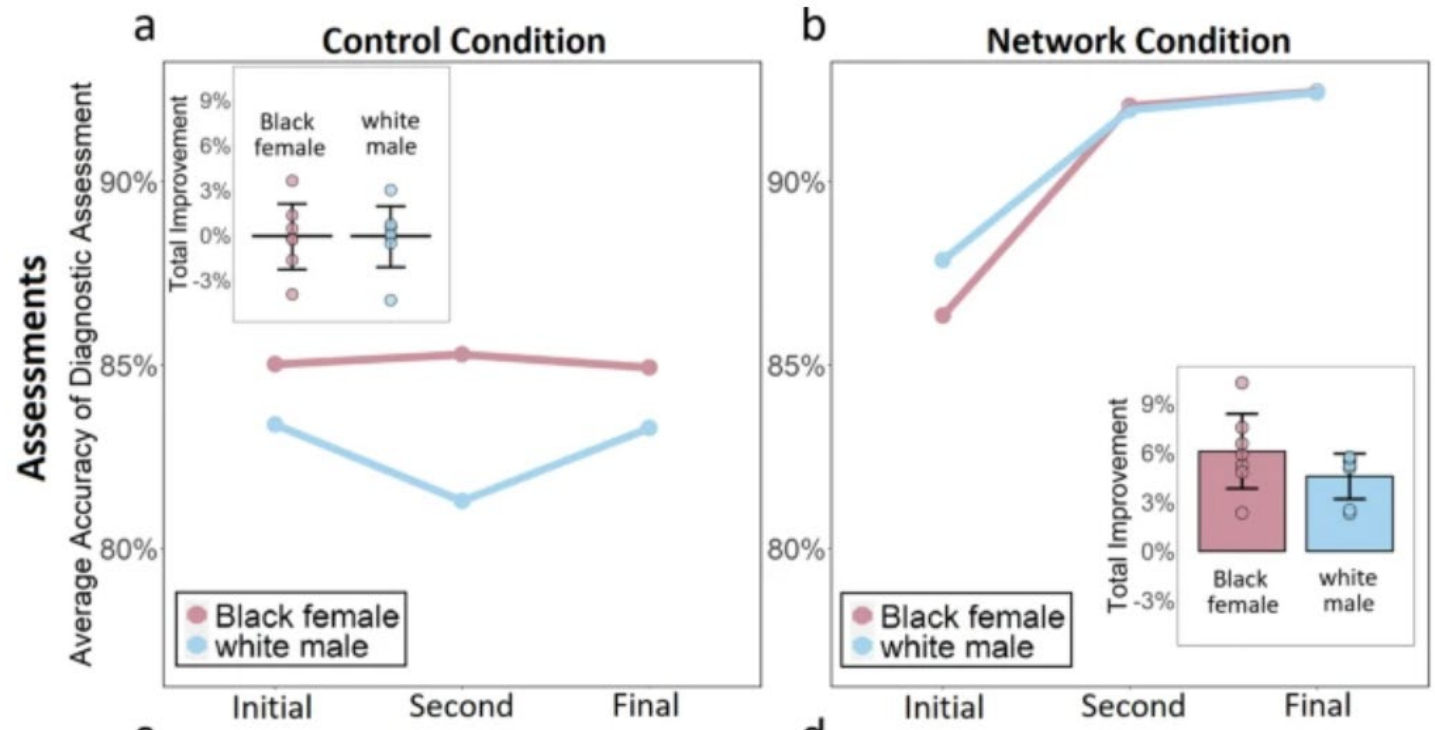 a
Control Condition
Assessments
Average Accuracy of Diagnostic Assessment
90%
85%
80%
Total Improvement
9%
6%
3%
0%
-3%
Black
female
white
male
Black female
white male
Initial
Second
Final
b
Network Condition
90%
85%
80%
Total Improvement
9%
6%
3%
0%
-3%
Black
female
white
male
Black female
white male
Initial
Second
Final